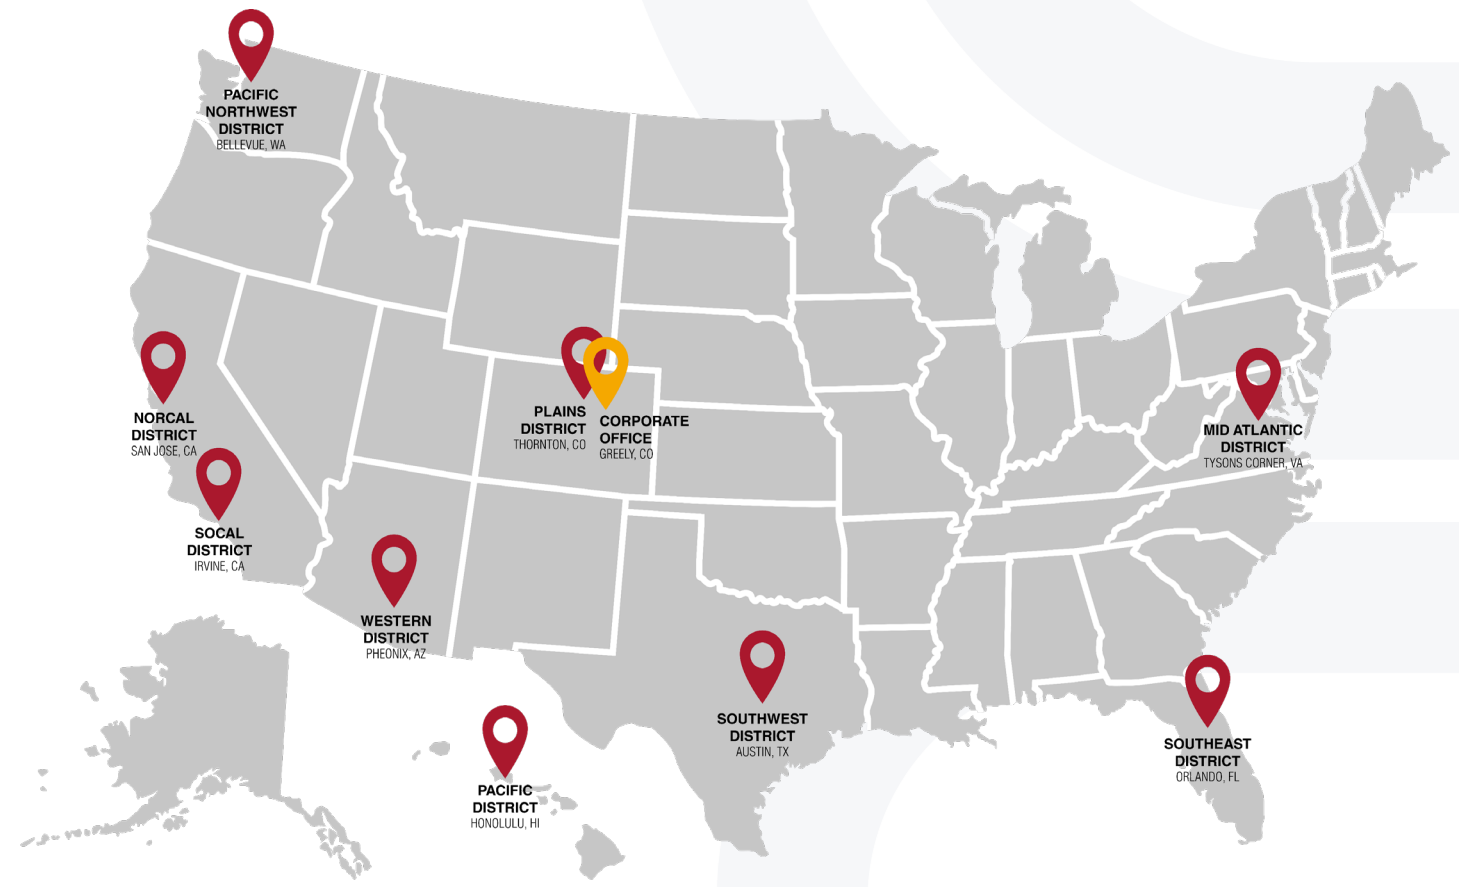 PACIFIC
NORTHWEST
DISTRICT
BELLEVUE, WA
NORCAL
DISTRICT
SAN JOSE, CA
SOCAL
DISTRICT
IRVINE, CA
WESTERN
DISTRICT
PHEONIX, AZ
PLAINS
DISTRICT
THORNTON, CO
CORPORATE
OFFICE
GREELY, CO
MID ATLANTIC
DISTRICT
TYSONS CORNER, VA
SOUTHWEST
DISTRICT
AUSTIN, TX
SOUTHEAST
DISTRICT
ORLANDO, FL
PACIFIC
DISTRICT
HONOLULU, HI